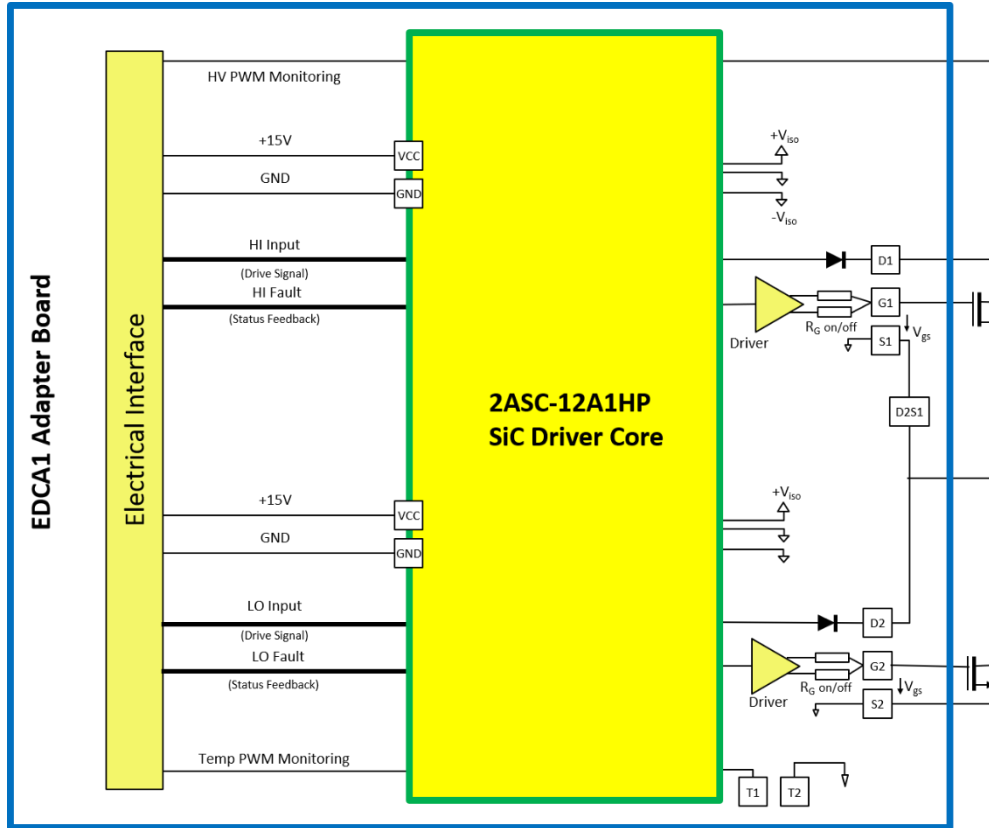 EDCA1 Adapter Board
Electrical Interface
HV PWM Monitoring
+15V
VCC
GND
GND
HI Input
(Drive Signal)
HI Fault
(Status Feedback)
+15V
VCC
GND
GND
LO Input
(Drive Signal)
LO Fault
(Status Feedback)
Temp PWM Monitoring
2ASC-12A1HP
SiC Driver Core
+Viso
-Viso
D1
G1
Driver
RG on/off
Vgs
S1
D2S1
+Viso
D2
G2
Driver
RG on/off
Vgs
S2
T1
T2